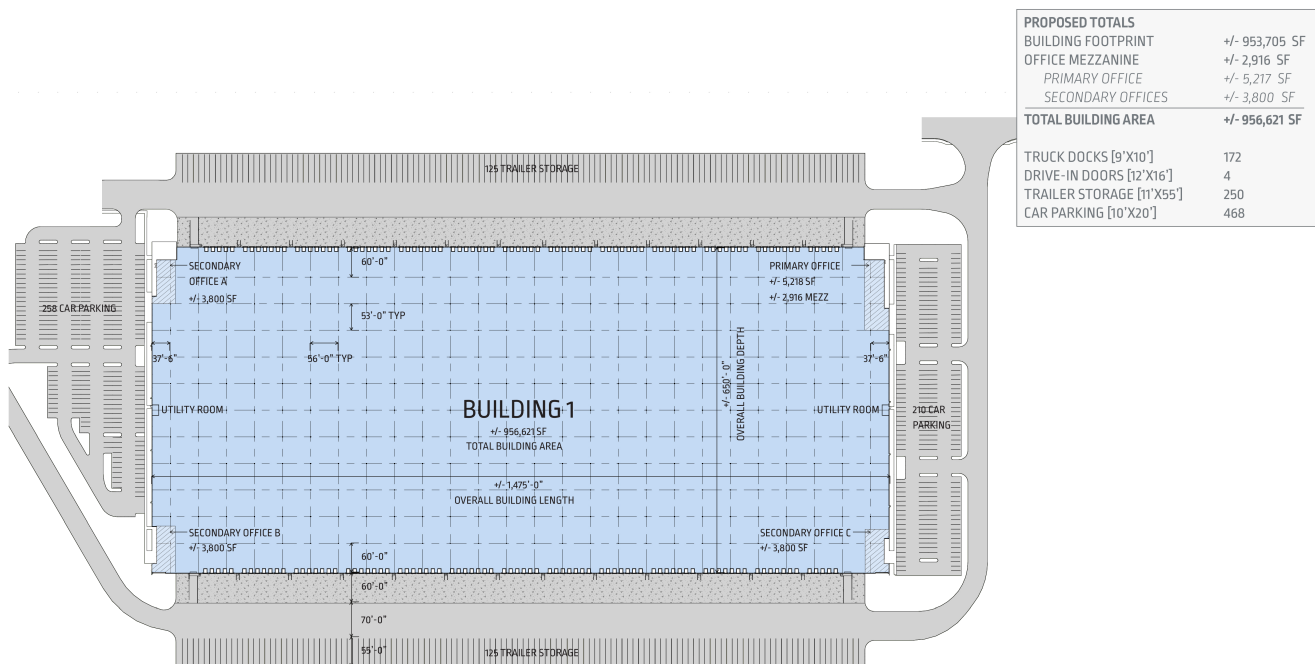 PROPOSED TOTALS
BUILDING FOOTPRINT +/- 953,705 SF
OFFICE MEZZANINE +/- 2,916 SF
PRIMARY OFFICE +/- 5,217 SF
SECONDARY OFFICES +/- 3,800 SF
TOTAL BUILDING AREA +/- 956,621 SF
TRUCK DOCKS [9'X10'] 172
DRIVE-IN DOORS [12'X16'] 4
TRAILER STORAGE [11'X55'] 250
CAR PARKING [10'X20'] 468
125 TRAILER STORAGE
SECONDARY
OFFICE A
+/- 3,800 SF
60'-0"
PRIMARY OFFICE
+/- 5,218 SF
+/- 2,916 MEZZ
258 CAR PARKING
53'-0" TYP
37'-6"
56'-0" TYP
+/- 650'- 0"
OVERALL BUILDING DEPTH
37'-6"
UTILITY ROOM
BUILDING 1
+/- 956,621 SF
TOTAL BUILDING AREA
UTILITY ROOM
210 CAR
PARKING
+/- 1,475'-0"
OVERALL BUILDING LENGTH
SECONDARY OFFICE B
+/- 3,800 SF
SECONDARY OFFICE C
+/- 3,800 SF
60'-0"
60'-0"
70'-0"
55'-0"
125 TRAILER STORAGE